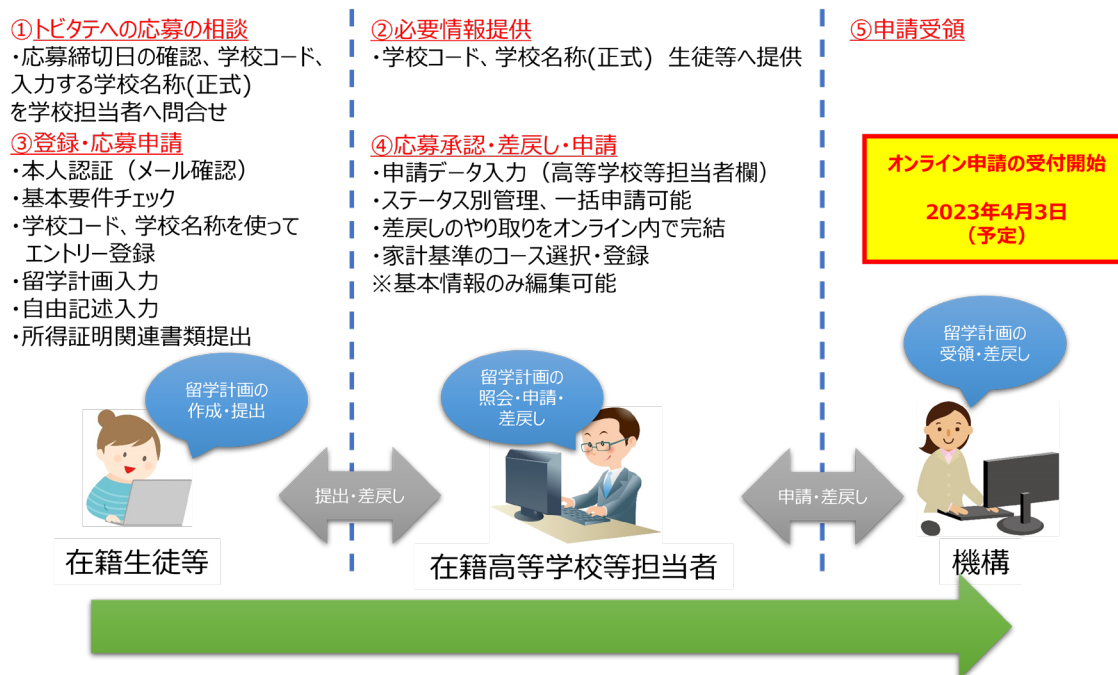 ①トビタテへの応募の相談
・応募締切日の確認、学校コード、
入力する学校名称(正式)
を学校担当者へ問合せ
③登録・応募申請
・本人認証（メール確認）
・基本要件チェック
・学校コード、学校名称を使って
エントリー登録
・留学計画入力
・自由記述入力
・所得証明関連書類提出
②必要情報提供
・学校コード、学校名称(正式) 生徒等へ提供
④応募承認・差戻し・申請
・申請データ入力（高等学校等担当者欄）
・ステータス別管理、一括申請可能
・差戻しのやり取りをオンライン内で完結
・家計基準のコース選択・登録
※基本情報のみ編集可能
⑤申請受領
オンライン申請の受付開始
2023年4月3日
（予定）
留学計画の
作成・提出
留学計画の
照会・申請・
差戻し
留学計画の
受領・差戻し
提出・差戻し
申請・差戻し
在籍生徒等
在籍高等学校等担当者
機構